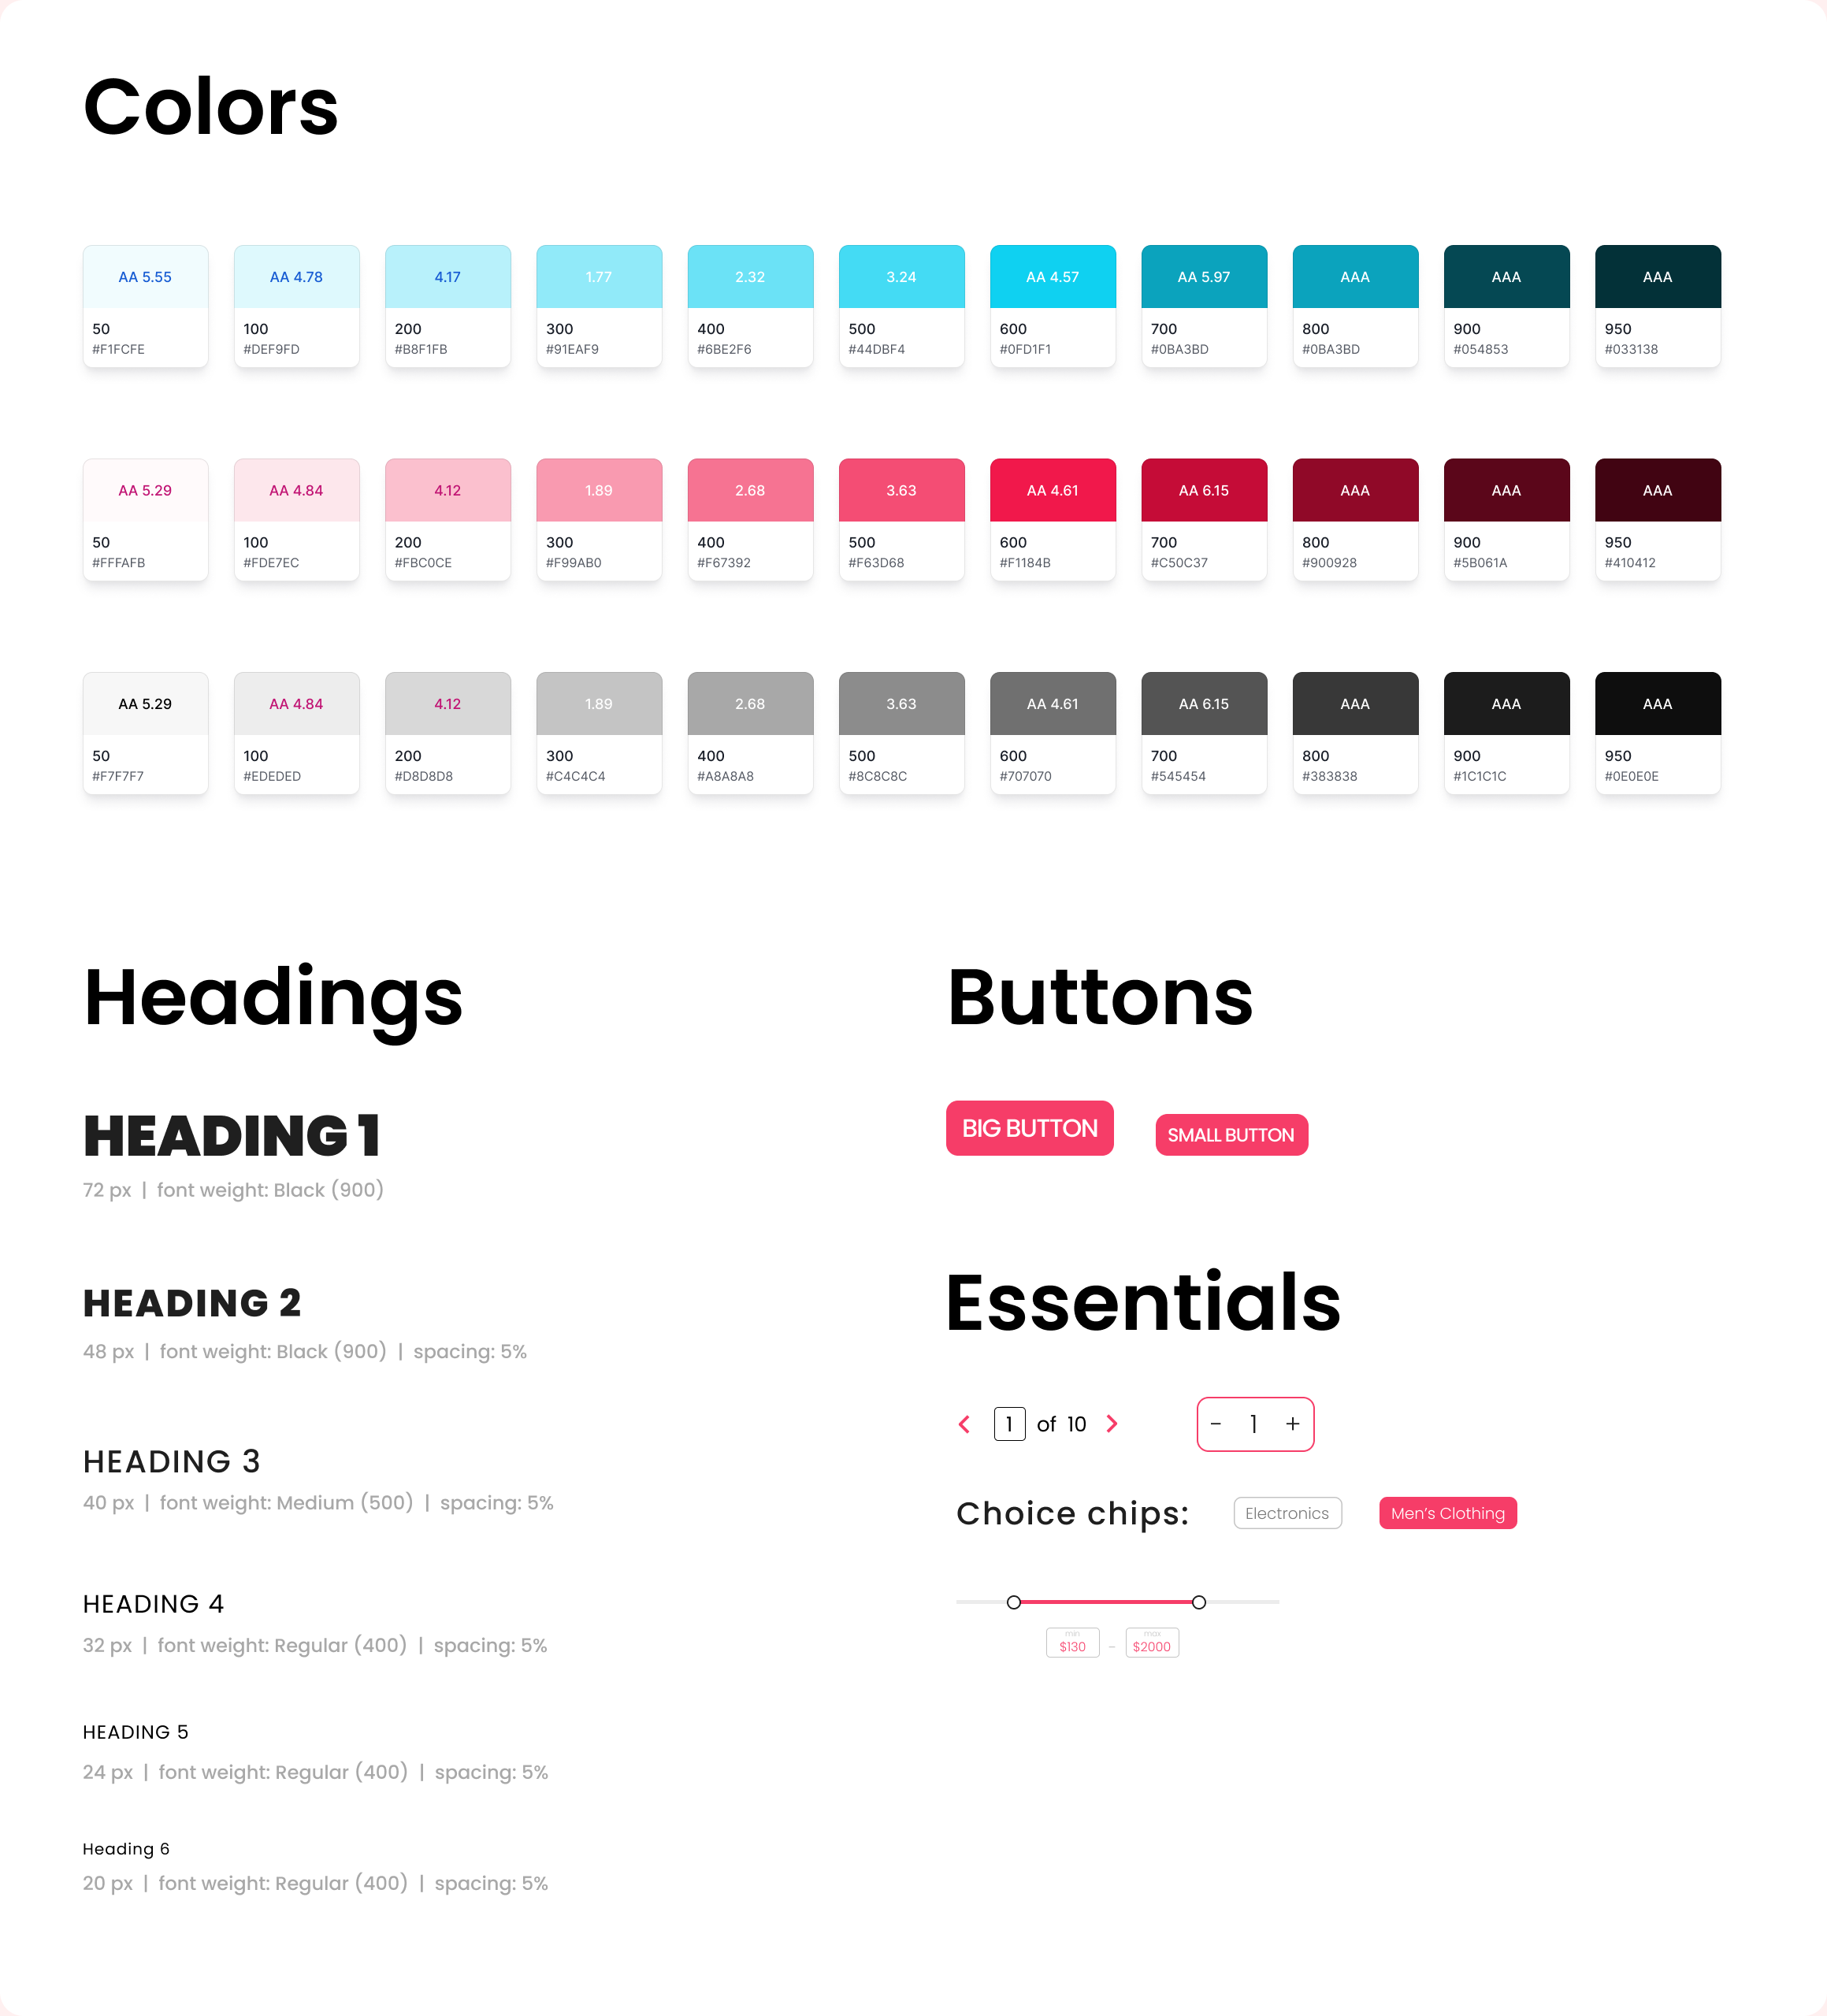 Colors
AA 5.55 AA 4.78 4.17 1.77 2.32 3.24 AA 4.57 AA 5.97 AAA AAA AAA
50 100 200 300 400 500 600 700 800 900 950
#F1FCFE #DEF9FD #B8F1FB #91EAF9 #6BE2F6 #44DBF4 #0FD1F1 #0BA3BD #0BA3BD #054853 #033138
AA 5.29 AA 4.84 4.12 1.89 2.68 3.63 AA 4.61 AA 6.15 AAA AAA AAA
50 100 200 300 400 500 600 700 800 900 950
#FFFAFB #FDE7EC #FBC0CE #F99AB0 #F67392 #F63D68 #F1184B #C50C37 #900928 #5B061A #410412
AA 5.29 AA 4.84 4.12 1.89 2.68 3.63 AA 4.61 AA 6.15 AAA AAA AAA
50 100 200 300 400 500 600 700 800 900 950
#F7F7F7 #EDEDED #D8D8D8 #C4C4C4 #A8A8A8 #8C8C8C #707070 #545454 #383838 #1C1C1C #0E0E0E
Headings
HEADING 1
72 px | font weight: Black (900)
HEADING 2
48 px | font weight: Black (900) | spacing: 5%
HEADING 3
40 px | font weight: Medium (500) | spacing: 5%
HEADING 4
32 px | font weight: Regular (400) | spacing: 5%
HEADING 5
24 px | font weight: Regular (400) | spacing: 5%
Heading 6
20 px | font weight: Regular (400) | spacing: 5%
Buttons
BIG BUTTON SMALL BUTTON
Essentials
1 of 10 - 1 +
Choice chips: Electronics Men's Clothing
min max
$130 - $2000